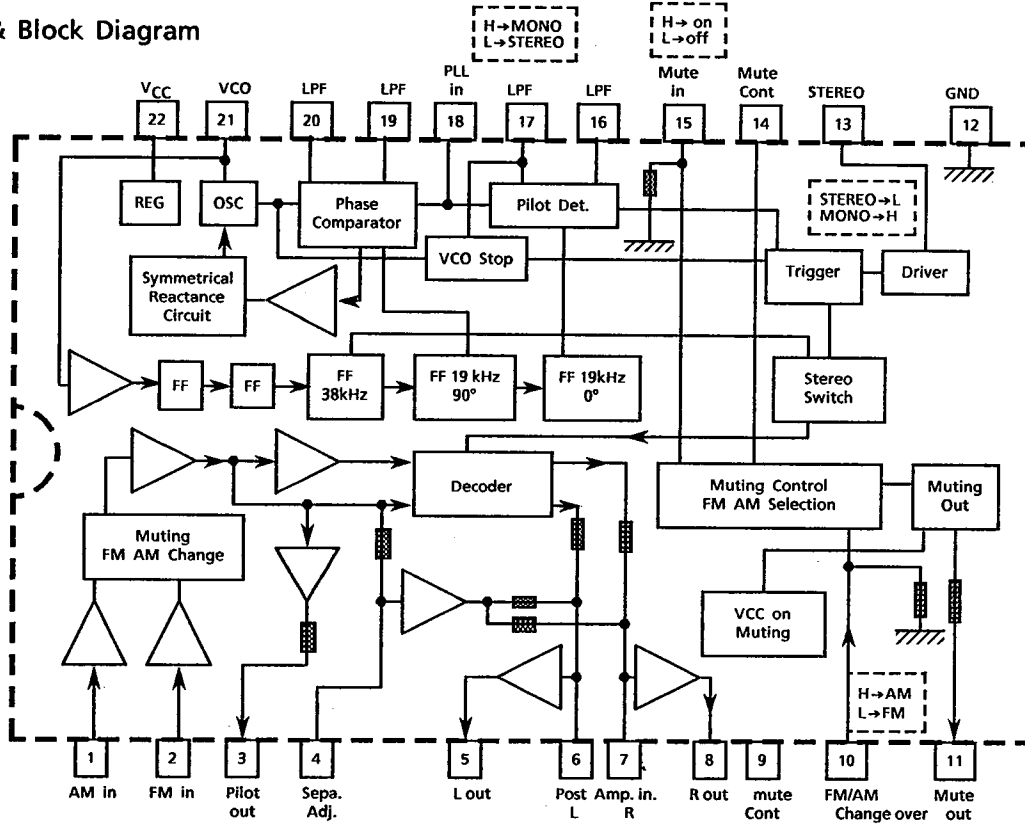 & Block Diagram
H→MONO
L→STEREO
H→ on
L→off
VCC
VCO
LPF
LPF
PLL
in
LPF
LPF
Mute
in
Mute
Cont
STEREO
GND
22
21
20
19
18
17
16
15
14
13
12
REG
OSC
Phase
Comparator
Pilot Det.
STEREO→L
MONO→H
VCO Stop
Trigger
Driver
Symmetrical
Reactance
Circuit
FF
FF
FF
38kHz
FF 19 kHz
90°
FF 19kHz
0°
Stereo
Switch
Decoder
Muting Control
FM AM Selection
Muting
Out
Muting
FM AM Change
VCC on
Muting
H→AM
L→FM
1
2
3
4
5
6
7
8
9
10
11
AM in
FM in
Pilot
out
Sepa.
Adj.
L out
Post Amp. in.
L R
R out
mute
Cont
FM/AM
Change over
Mute
out